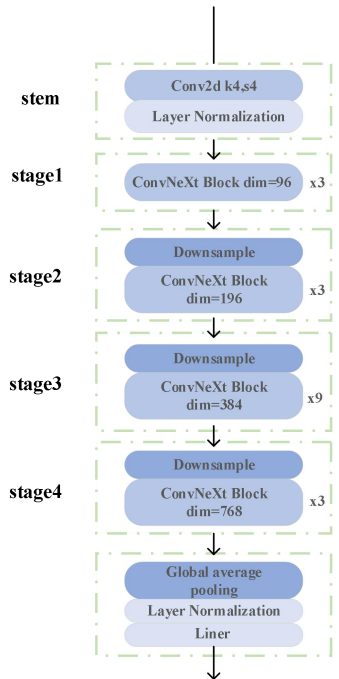 stem
Conv2d k4,s4
Layer Normalization
stage1
ConvNeXt Block dim=96
x3
stage2
Downsample
ConvNeXt Block
dim=196
x3
stage3
Downsample
ConvNeXt Block
dim=384
x9
stage4
Downsample
ConvNeXt Block
dim=768
x3
Global average
pooling
Layer Normalization
Liner